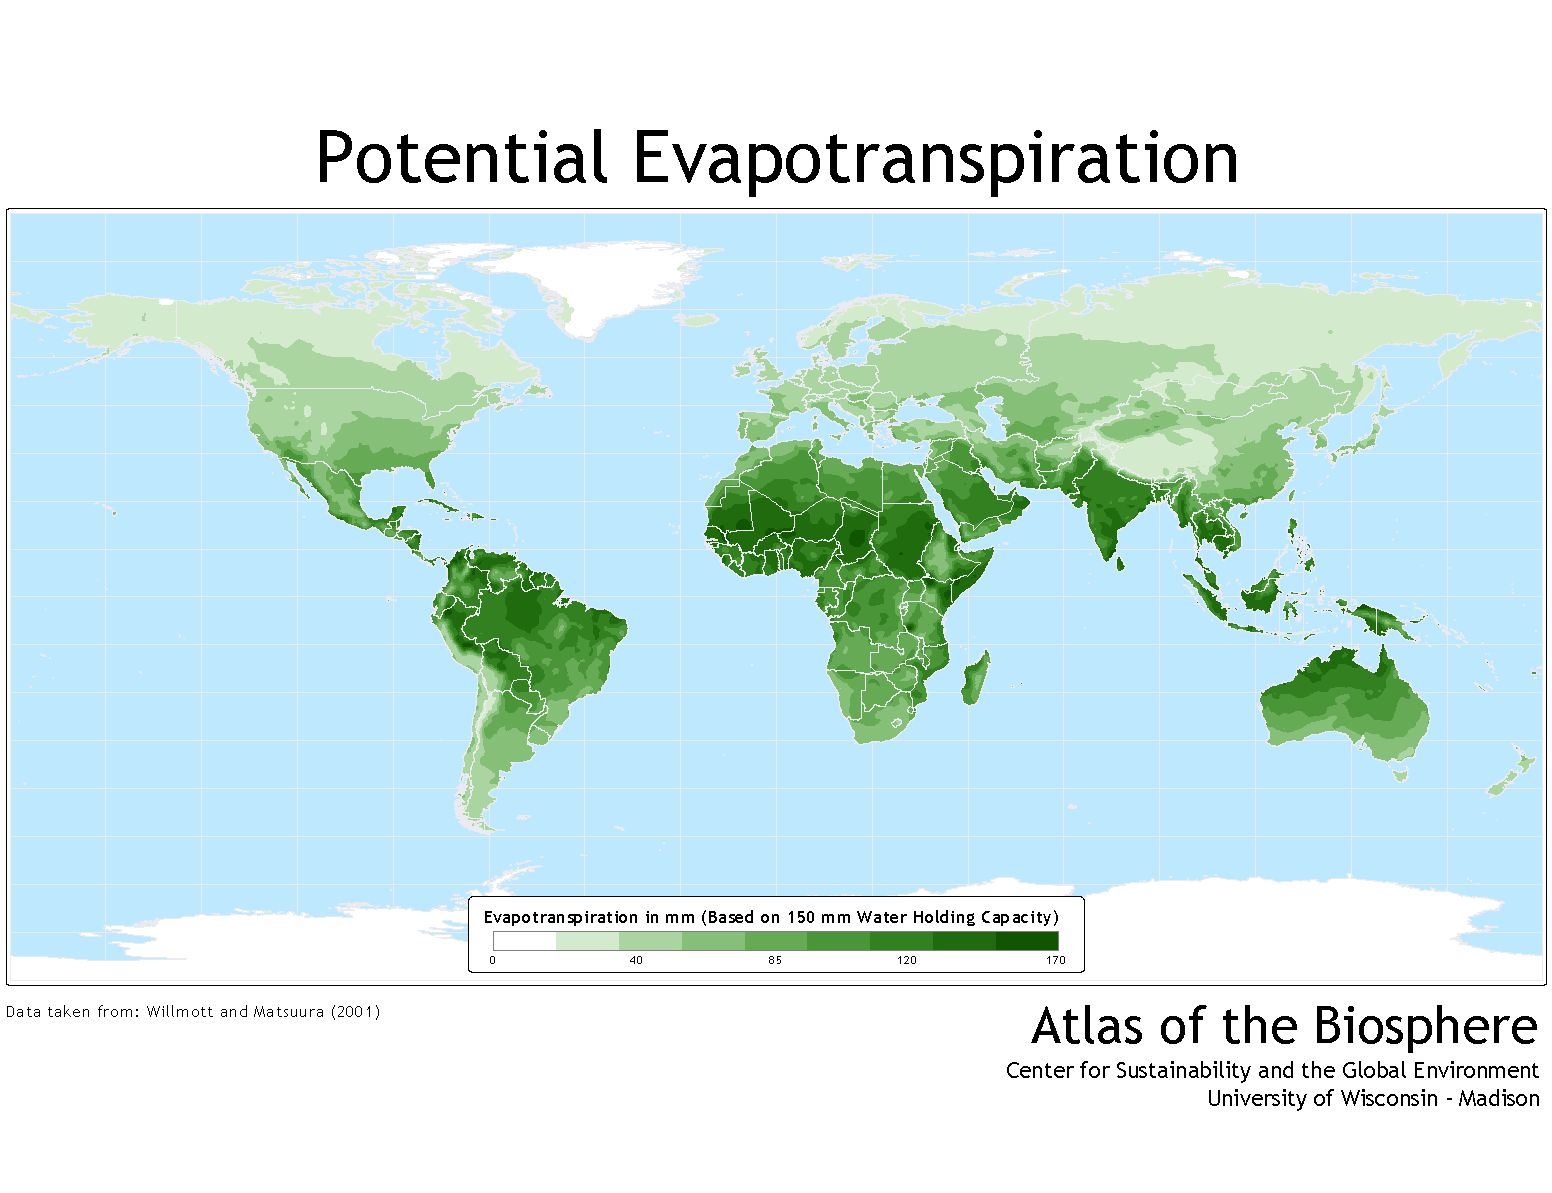 Potential Evapotranspiration
Evapotranspiration in mm (Based on 150 mm Water Holding Capacity)
0 40 85 120 170
Data taken from: Willmott and Matsuura (2001)
Atlas of the Biosphere
Center for Sustainability and the Global Environment
University of Wisconsin - Madison